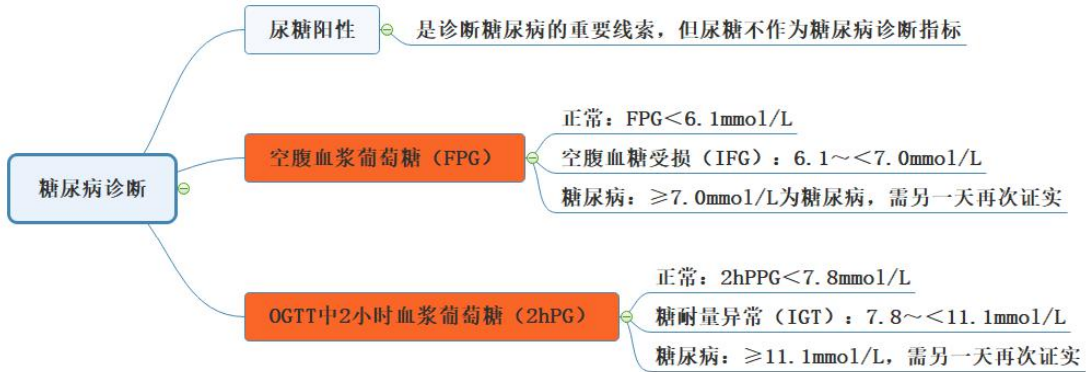 尿糖阳性
是诊断糖尿病的重要线索，但尿糖不作为糖尿病诊断指标
糖尿病诊断
空腹血浆葡萄糖（FPG）
正常：FPG＜6.1mmol/L
空腹血糖受损（IFG）：6.1～＜7.0mmol/L
糖尿病：≥7.0mmol/L为糖尿病，需另一天再次证实
OGTT中2小时血浆葡萄糖（2hPG）
正常：2hPPG＜7.8mmol/L
糖耐量异常（IGT）：7.8～＜11.1mmol/L
糖尿病：≥11.1mmol/L，需另一天再次证实